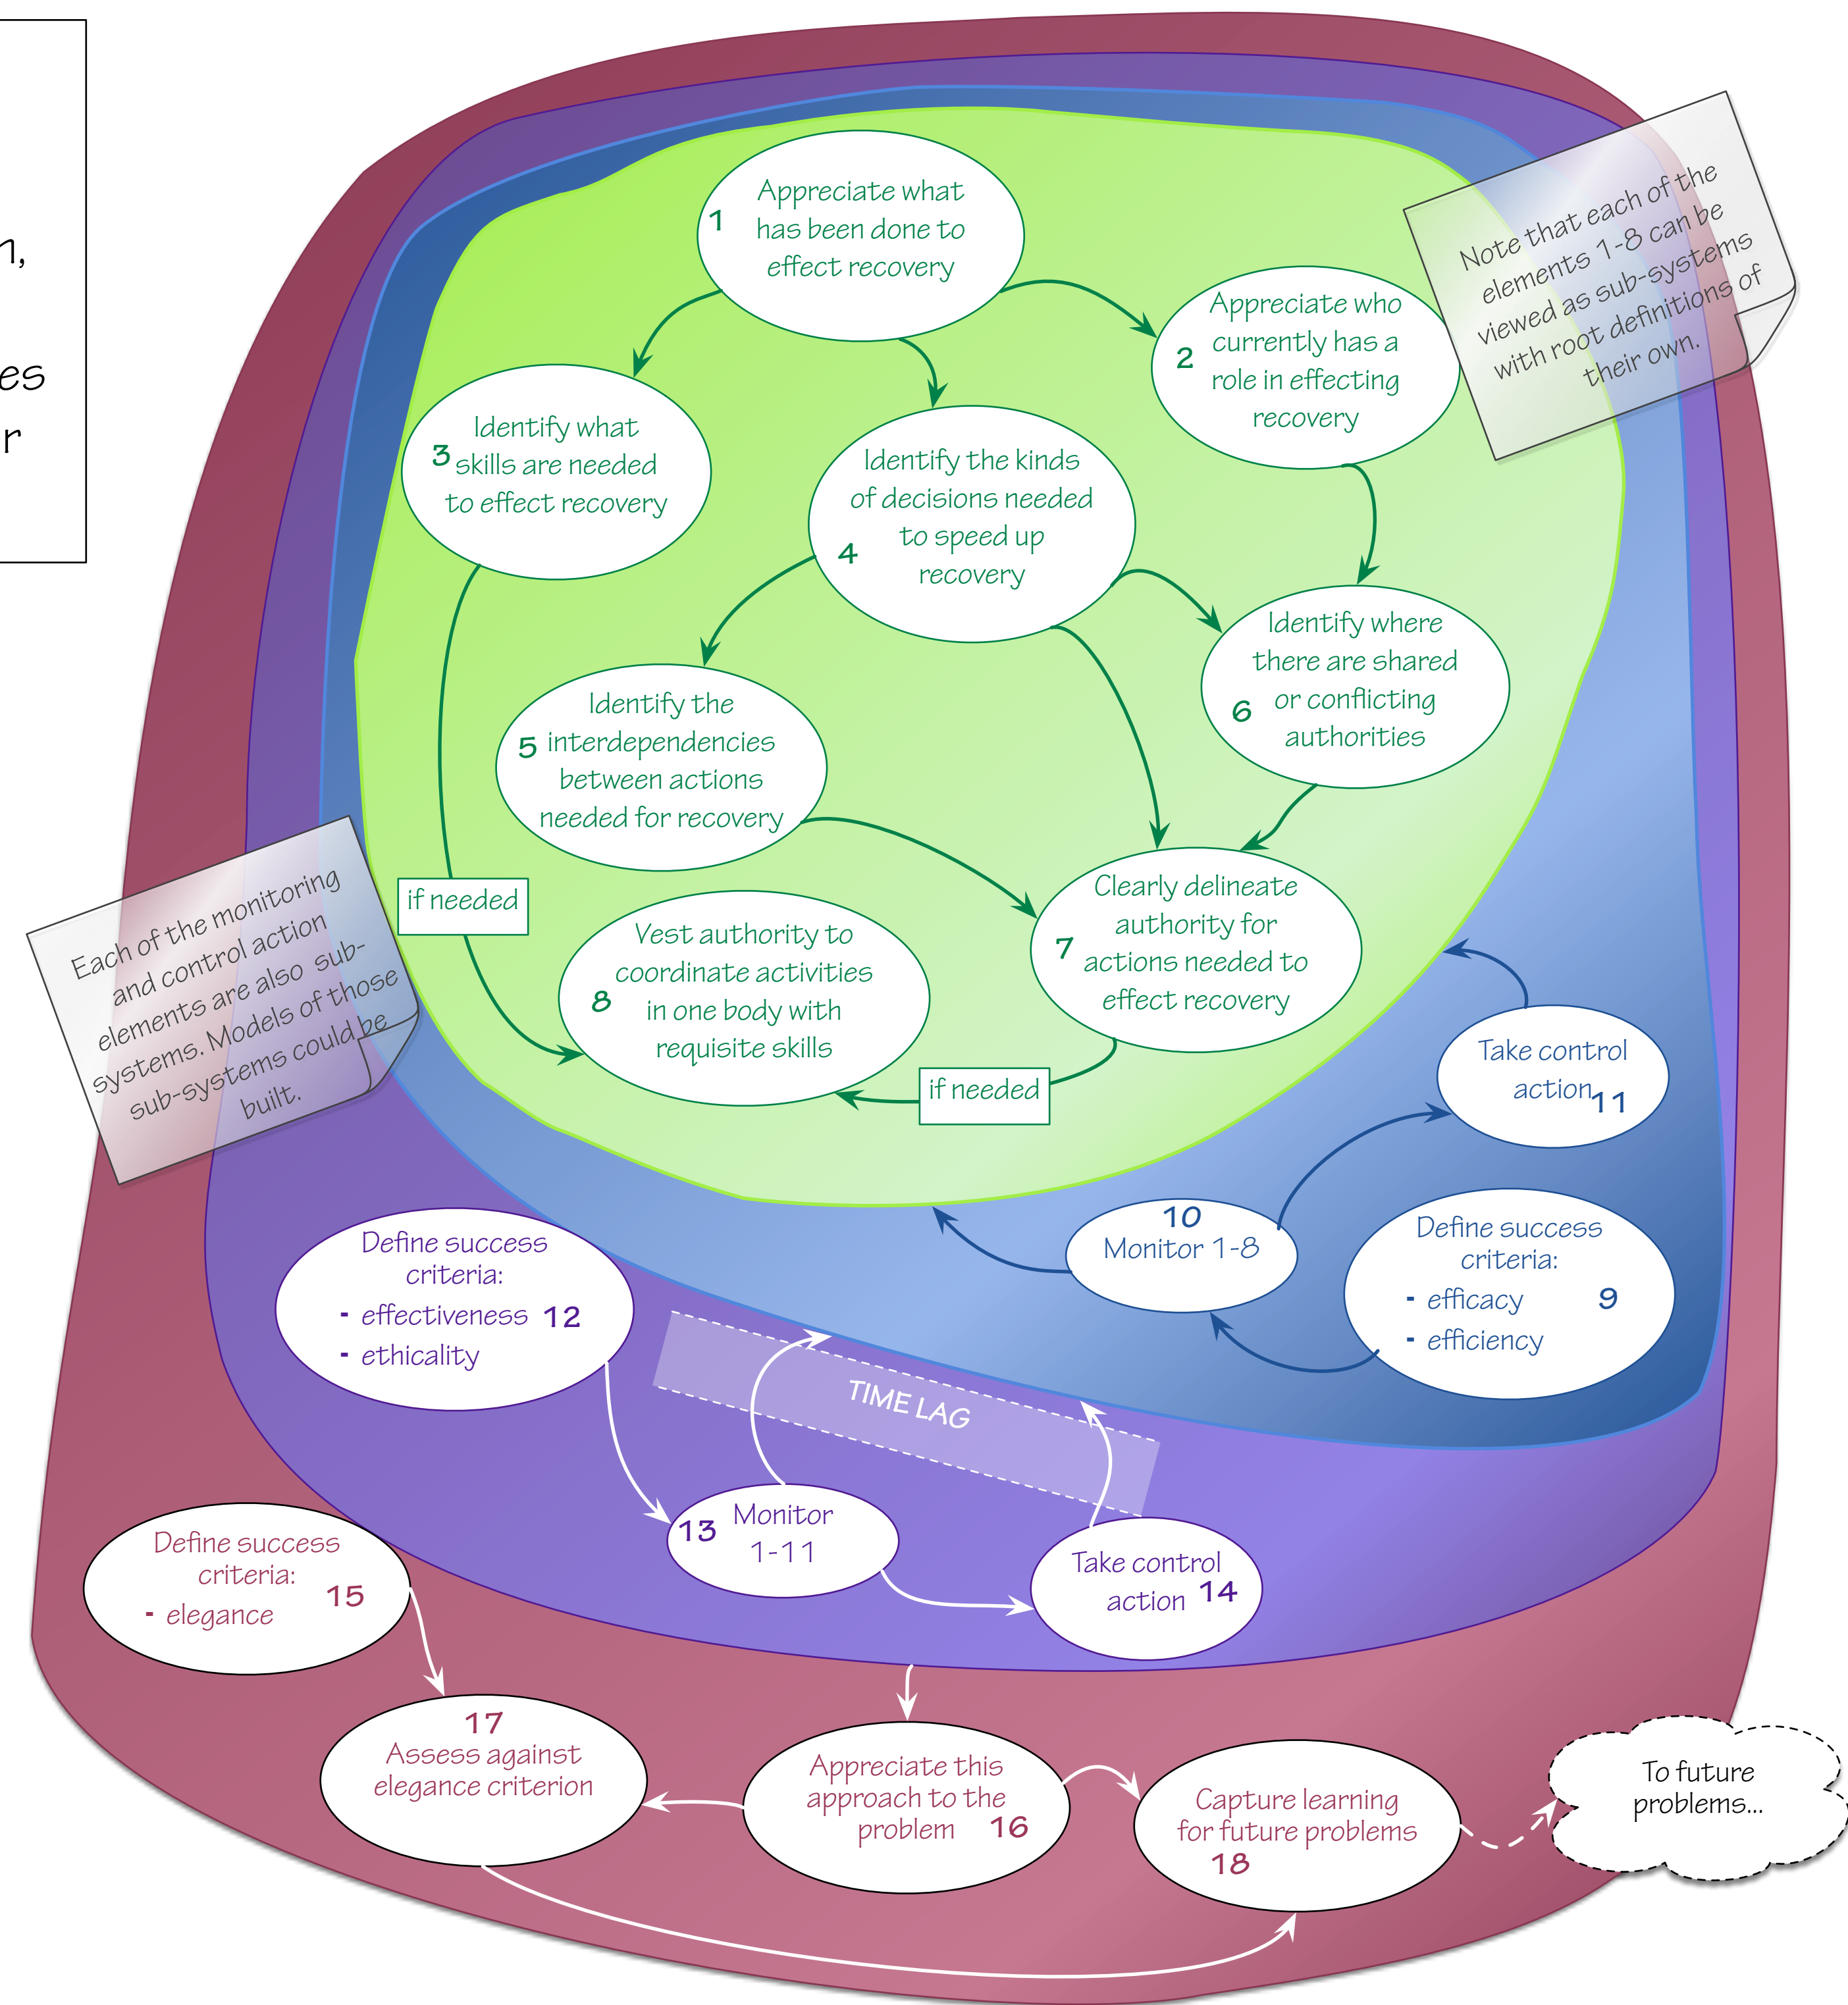 n,
es
r
1
Appreciate what
has been done to
effect recovery
2
Appreciate who
currently has a
role in effecting
recovery
Note that each of the
elements 1-8 can be
viewed as sub-systems
with root definitions of
their own.
3
Identify what
skills are needed
to effect recovery
4
Identify the kinds
of decisions needed
to speed up
recovery
5
Identify the
interdependencies
between actions
needed for recovery
6
Identify where
there are shared
or conflicting
authorities
if needed
7
Clearly delineate
authority for
actions needed to
effect recovery
8
Vest authority to
coordinate activities
in one body with
requisite skills
if needed
Each of the monitoring
and control action
elements are also sub-
systems. Models of those
sub-systems could be
built.
Take control
action
11
10
Monitor 1-8
Define success
criteria:
- efficacy
- efficiency
9
Define success
criteria:
- effectiveness
- ethicality
12
TIME LAG
13
Monitor
1-11
Take control
action
14
Define success
criteria:
- elegance
15
17
Assess against
elegance criterion
Appreciate this
approach to the
problem
16
Capture learning
for future problems
18
To future
problems...